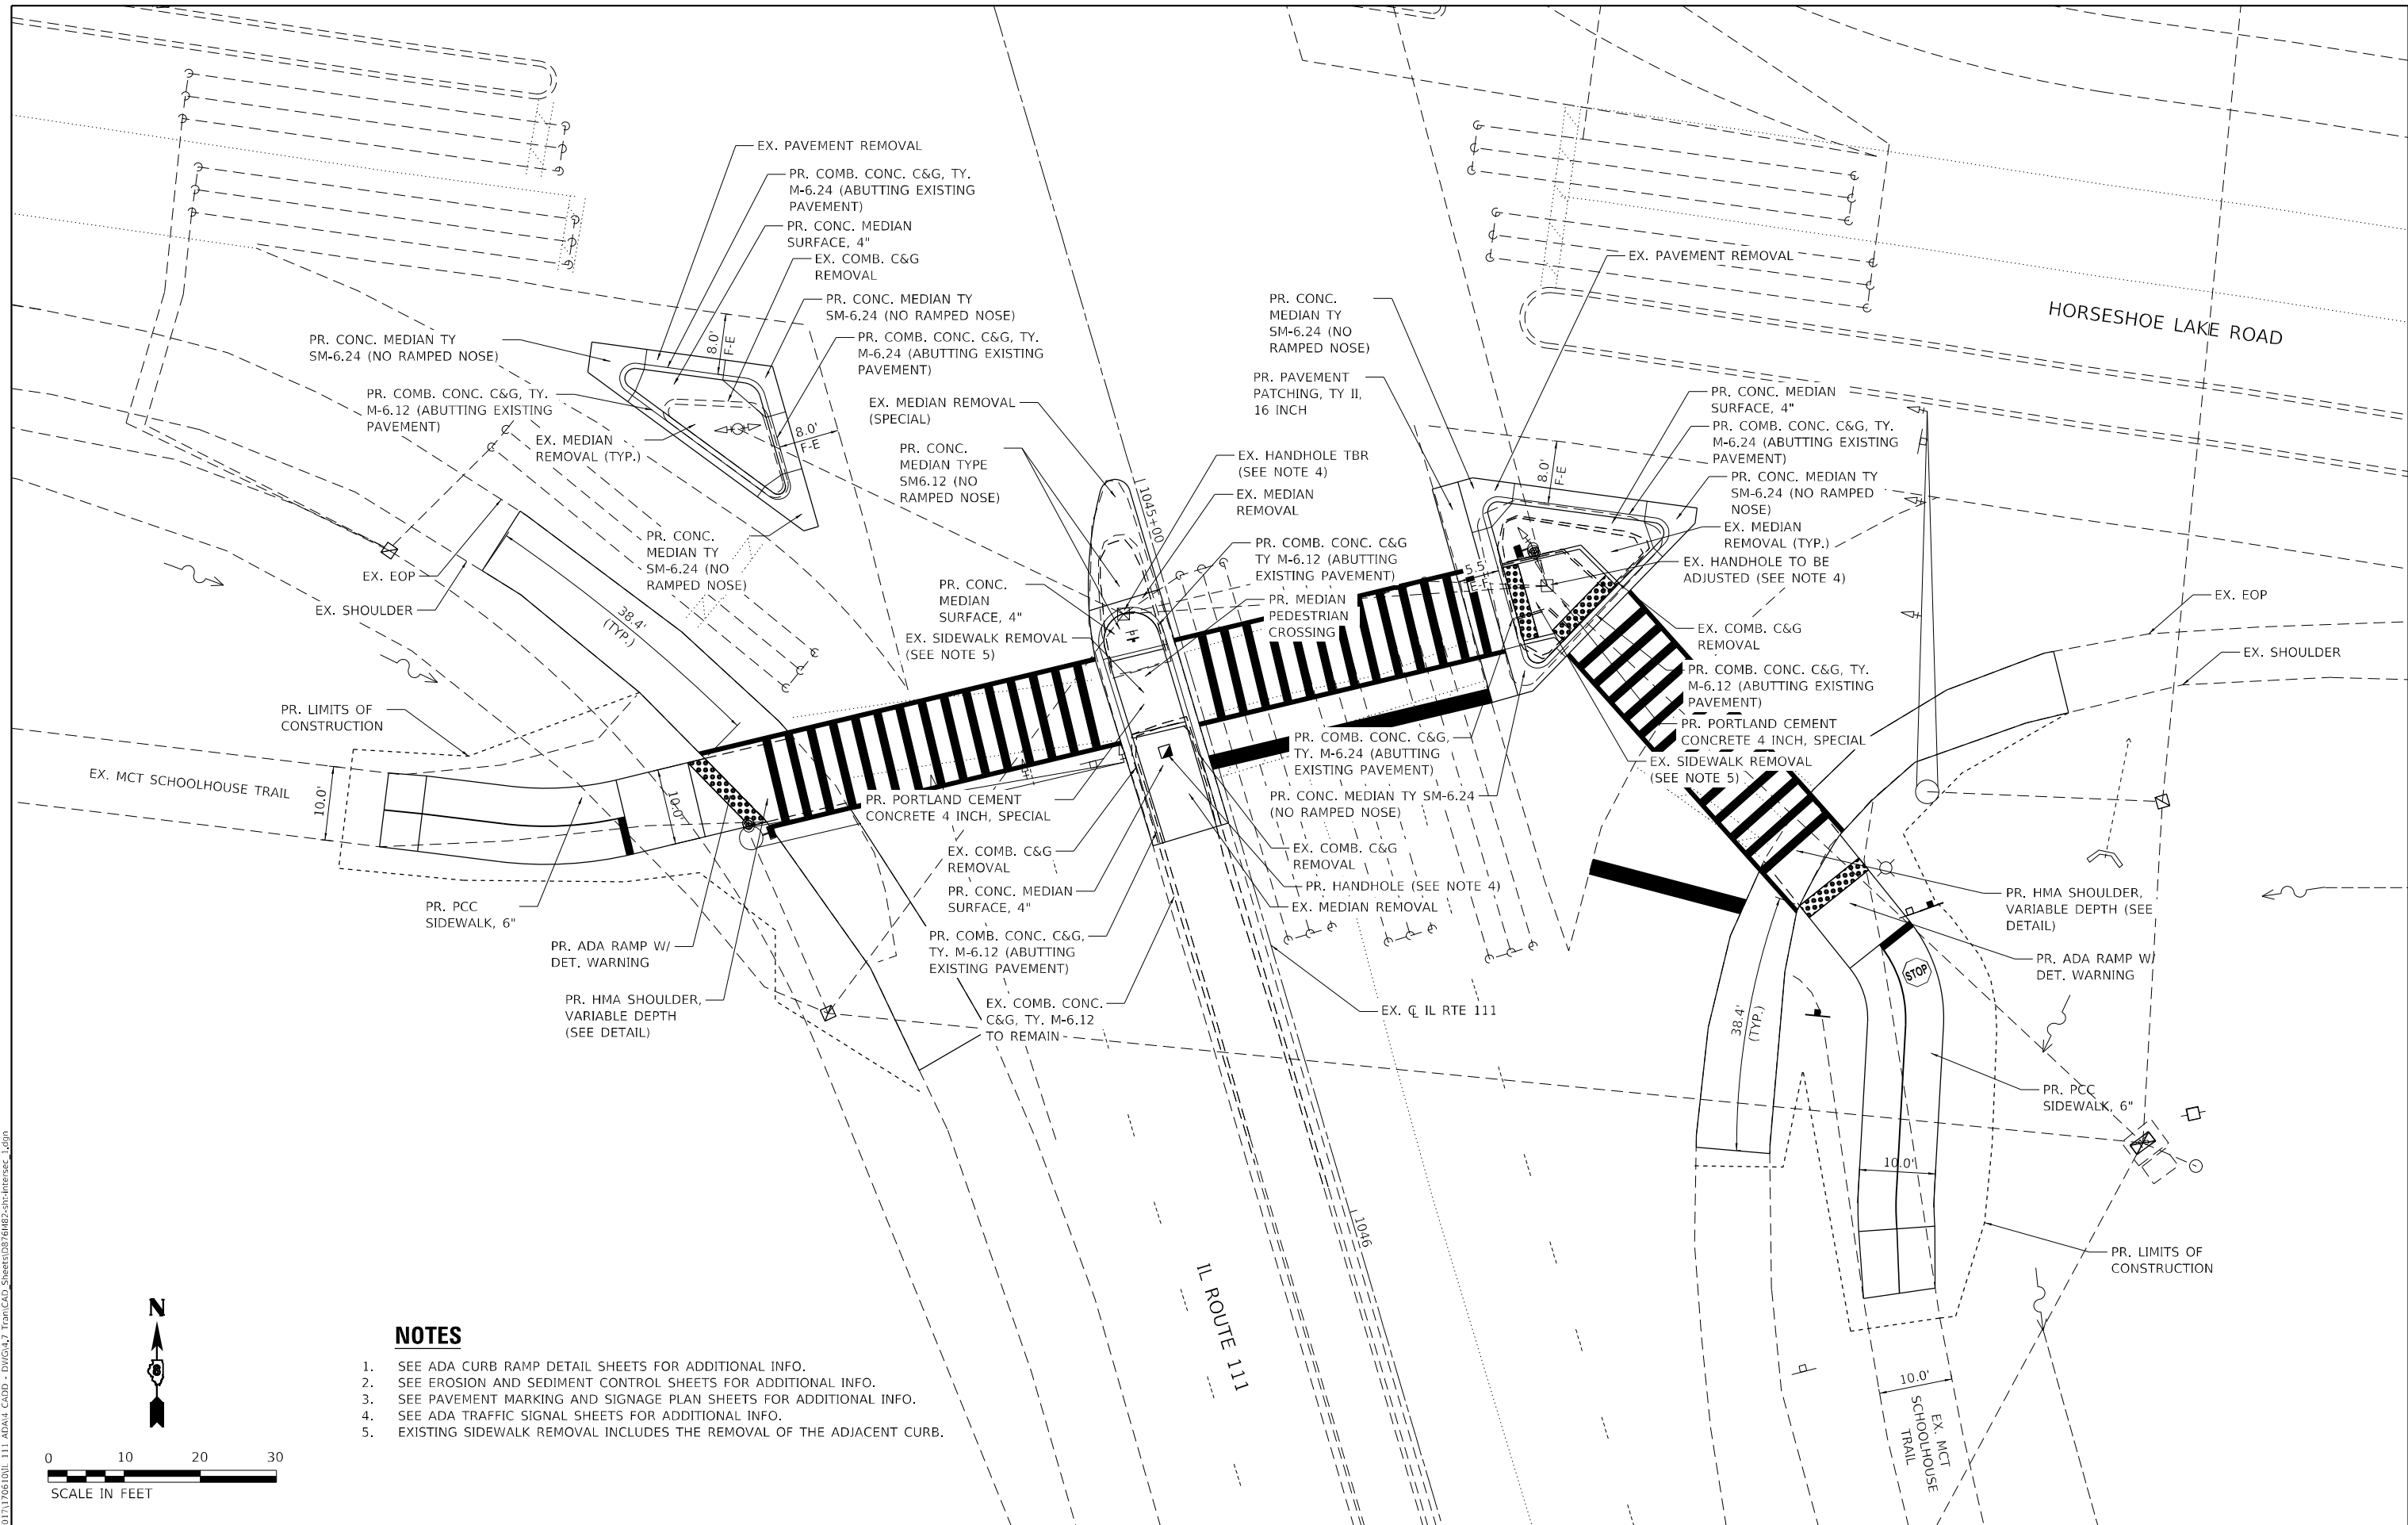 EX. PAVEMENT REMOVAL
PR. COMB. CONC. C&G, TY.
M-6.24 (ABUTTING EXISTING
PAVEMENT)
PR. CONC. MEDIAN
SURFACE, 4"
EX. COMB. C&G
REMOVAL
PR. CONC. MEDIAN TY
SM-6.24 (NO RAMPED NOSE)
PR. COMB. CONC. C&G, TY.
M-6.24 (ABUTTING EXISTING
PAVEMENT)
8.0'
F-E
8.0'
F-E
PR. CONC. MEDIAN TY
SM-6.24 (NO RAMPED NOSE)
PR. COMB. CONC. C&G, TY.
M-6.12 (ABUTTING EXISTING
PAVEMENT)
EX. MEDIAN
REMOVAL (TYP.)
EX. MEDIAN REMOVAL
(SPECIAL)
PR. CONC.
MEDIAN TYPE
SM6.12 (NO
RAMPED NOSE)
PR. CONC.
MEDIAN TY
SM-6.24 (NO
RAMPED NOSE)
EX. EOP
EX. SHOULDER
38.4'
(TYP.)
PR. CONC.
MEDIAN
SURFACE, 4"
EX. SIDEWALK REMOVAL
(SEE NOTE 5)
PR. LIMITS OF
CONSTRUCTION
EX. MCT SCHOOLHOUSE TRAIL
10.0'
10.0'
PR. PCC
SIDEWALK, 6"
PR. ADA RAMP W/
DET. WARNING
PR. HMA SHOULDER,
VARIABLE DEPTH
(SEE DETAIL)
PR. PORTLAND CEMENT
CONCRETE 4 INCH, SPECIAL
EX. COMB. C&G
REMOVAL
PR. CONC. MEDIAN
SURFACE, 4"
PR. COMB. CONC. C&G,
TY. M-6.12 (ABUTTING
EXISTING PAVEMENT)
EX. COMB. CONC.
C&G, TY. M-6.12
TO REMAIN
1045+00
EX. HANDHOLE TBR
(SEE NOTE 4)
EX. MEDIAN
REMOVAL
PR. COMB. CONC. C&G
TY M-6.12 (ABUTTING
EXISTING PAVEMENT)
PR. MEDIAN
PEDESTRIAN
CROSSING
PR. CONC.
MEDIAN TY
SM-6.24 (NO
RAMPED NOSE)
PR. PAVEMENT
PATCHING, TY II,
16 INCH
EX. PAVEMENT REMOVAL
HORSESHOE LAKE ROAD
8.0'
F-E
5.5'
E-F
PR. CONC. MEDIAN
SURFACE, 4"
PR. COMB. CONC. C&G, TY.
M-6.24 (ABUTTING EXISTING
PAVEMENT)
PR. CONC. MEDIAN TY
SM-6.24 (NO RAMPED
NOSE)
EX. MEDIAN
REMOVAL (TYP.)
EX. HANDHOLE TO BE
ADJUSTED (SEE NOTE 4)
EX. COMB. C&G
REMOVAL
PR. COMB. CONC. C&G, TY.
M-6.12 (ABUTTING EXISTING
PAVEMENT)
PR. PORTLAND CEMENT
CONCRETE 4 INCH, SPECIAL
EX. SIDEWALK REMOVAL
(SEE NOTE 5)
PR. COMB. CONC. C&G,
TY. M-6.24 (ABUTTING
EXISTING PAVEMENT)
PR. CONC. MEDIAN TY SM-6.24
(NO RAMPED NOSE)
EX. COMB. C&G
REMOVAL
PR. HANDHOLE (SEE NOTE 4)
EX. MEDIAN REMOVAL
EX. ℄ IL RTE 111
EX. EOP
EX. SHOULDER
PR. HMA SHOULDER,
VARIABLE DEPTH (SEE
DETAIL)
PR. ADA RAMP W/
DET. WARNING
STOP
38.4'
(TYP.)
PR. PCC
SIDEWALK, 6"
10.0'
PR. LIMITS OF
CONSTRUCTION
1046
IL ROUTE 111
10.0'
EX. MCT
SCHOOLHOUSE
TRAIL
N
NOTES
1. SEE ADA CURB RAMP DETAIL SHEETS FOR ADDITIONAL INFO.
2. SEE EROSION AND SEDIMENT CONTROL SHEETS FOR ADDITIONAL INFO.
3. SEE PAVEMENT MARKING AND SIGNAGE PLAN SHEETS FOR ADDITIONAL INFO.
4. SEE ADA TRAFFIC SIGNAL SHEETS FOR ADDITIONAL INFO.
5. EXISTING SIDEWALK REMOVAL INCLUDES THE REMOVAL OF THE ADJACENT CURB.
0 10 20 30
SCALE IN FEET